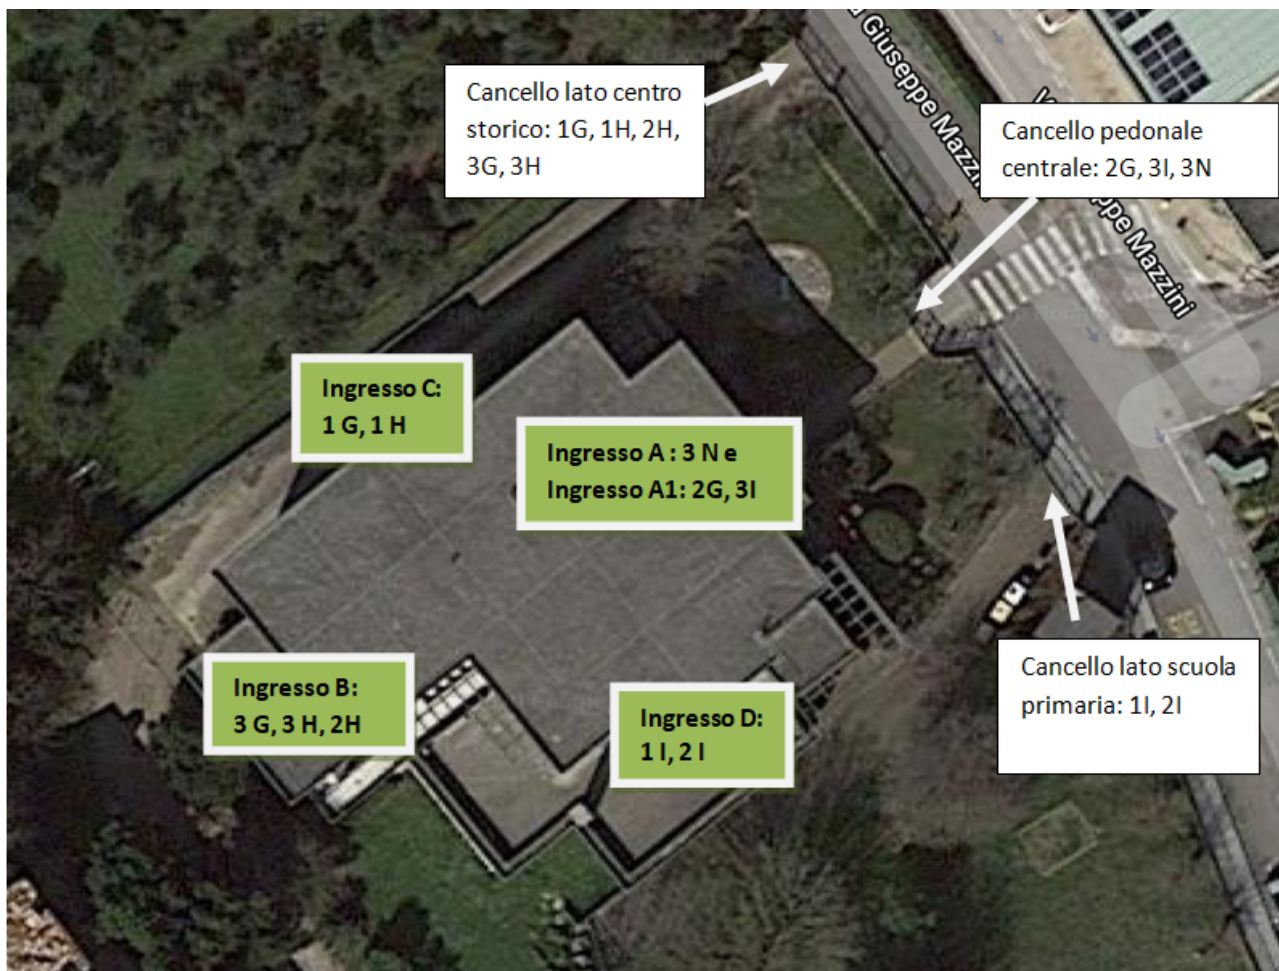 a Giuseppe Mazzini
Cancello lato centro
storico: 1G, 1H, 2H,
3G, 3H
Cancello pedonale
centrale: 2G, 3I, 3N
ppe Mazzini
Ingresso C:
1 G, 1 H
Ingresso A : 3 N e
Ingresso A1: 2G, 3I
Cancello lato scuola
primaria: 1I, 2I
Ingresso B:
3 G, 3 H, 2H
Ingresso D:
1 I, 2 I